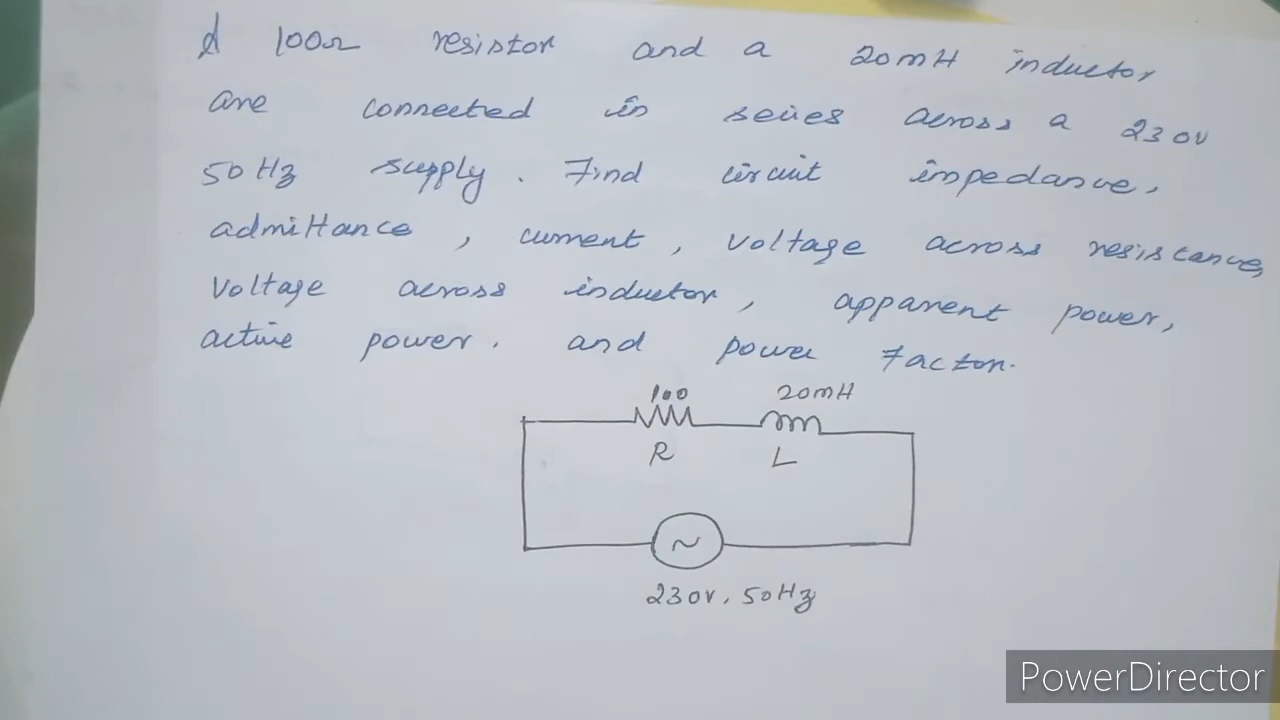 A 100Ω resistor and a 20mH inductor
are connected in series across a 230V
50Hz supply. Find circuit impedance,
admittance, current, voltage across resistance,
Voltage across inductor, apparent power,
active power. and power factor.
100 20mH
R L
~
230V, 50Hz
PowerDirector